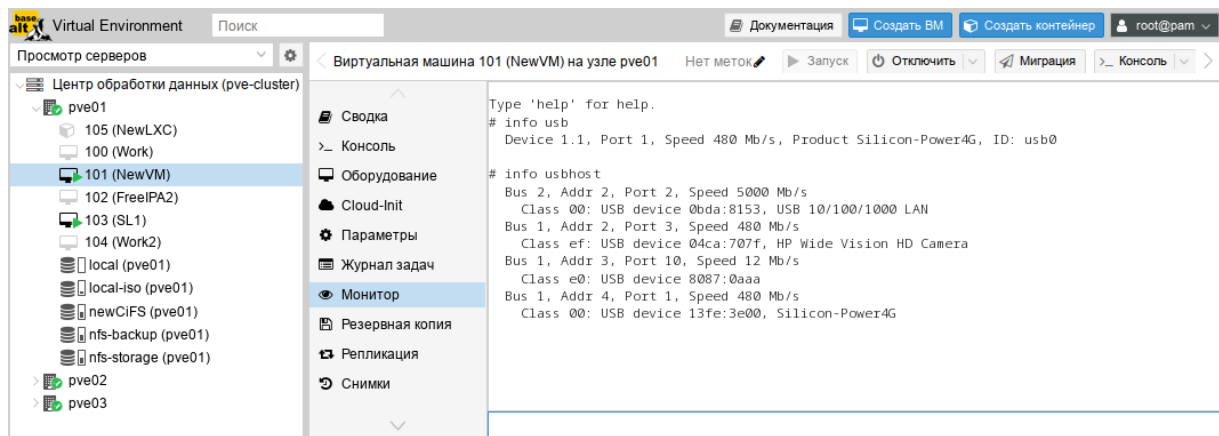 base
alt Virtual Environment Поиск Документация Создать ВМ Создать контейнер root@pam
Просмотр серверов
Центр обработки данных (pve-cluster)
pve01
105 (NewLXC)
100 (Work)
101 (NewVM)
102 (FreeIPA2)
103 (SL1)
104 (Work2)
local (pve01)
local-iso (pve01)
newCiFS (pve01)
nfs-backup (pve01)
nfs-storage (pve01)
pve02
pve03
Виртуальная машина 101 (NewVM) на узле pve01 Нет меток Запуск Отключить Миграция >_ Консоль
Сводка
>_ Консоль
Оборудование
Cloud-Init
Параметры
Журнал задач
Монитор
Резервная копия
Репликация
Снимки
Type 'help' for help.
# info usb
Device 1.1, Port 1, Speed 480 Mb/s, Product Silicon-Power4G, ID: usb0
# info usbhost
Bus 2, Addr 2, Port 2, Speed 5000 Mb/s
Class 00: USB device 0bda:8153, USB 10/100/1000 LAN
Bus 1, Addr 2, Port 3, Speed 480 Mb/s
Class ef: USB device 04ca:707f, HP Wide Vision HD Camera
Bus 1, Addr 3, Port 10, Speed 12 Mb/s
Class e0: USB device 8087:0aaa
Bus 1, Addr 4, Port 1, Speed 480 Mb/s
Class 00: USB device 13fe:3e00, Silicon-Power4G